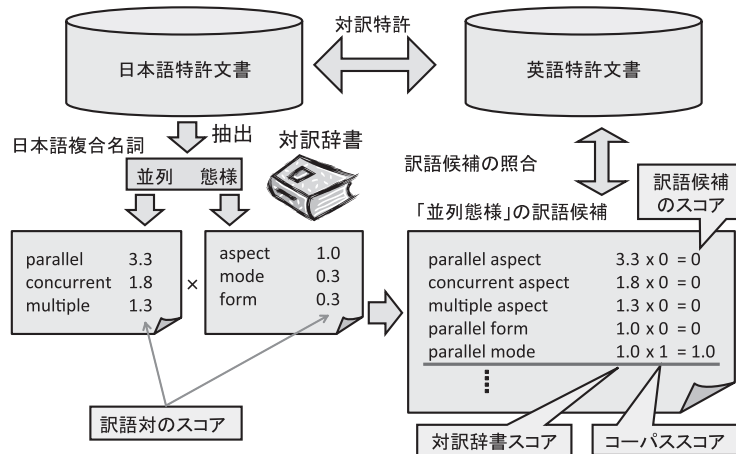 対訳特許
日本語特許文書
英語特許文書
抽出
日本語複合名詞
対訳辞書
並列 態様
訳語候補の照合
訳語候補
のスコア
「並列態様」の訳語候補
parallel 3.3
concurrent 1.8
multiple 1.3
×
aspect 1.0
mode 0.3
form 0.3
parallel aspect 3.3 x 0 = 0
concurrent aspect 1.8 x 0 = 0
multiple aspect 1.3 x 0 = 0
parallel form 1.0 x 0 = 0
parallel mode 1.0 x 1 = 1.0
訳語対のスコア
対訳辞書スコア
コーパススコア